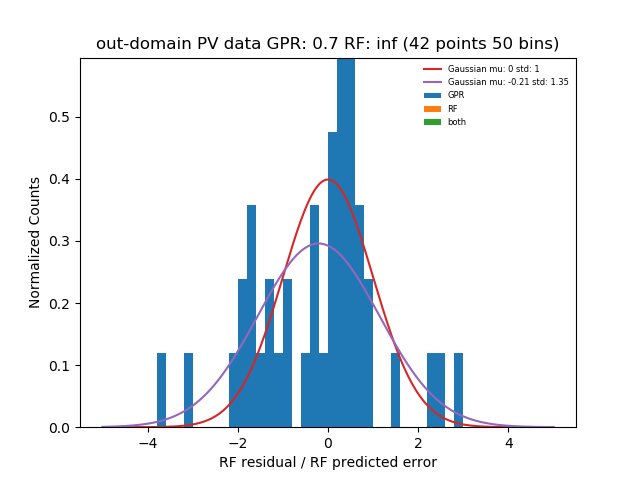 out-domain PV data GPR: 0.7 RF: inf (42 points 50 bins)
Gaussian mu: 0 std: 1
Gaussian mu: -0.21 std: 1.35
GPR
RF
both
Normalized Counts
0.5
0.4
0.3
0.2
0.1
0.0
−4
−2
0
2
4
RF residual / RF predicted error